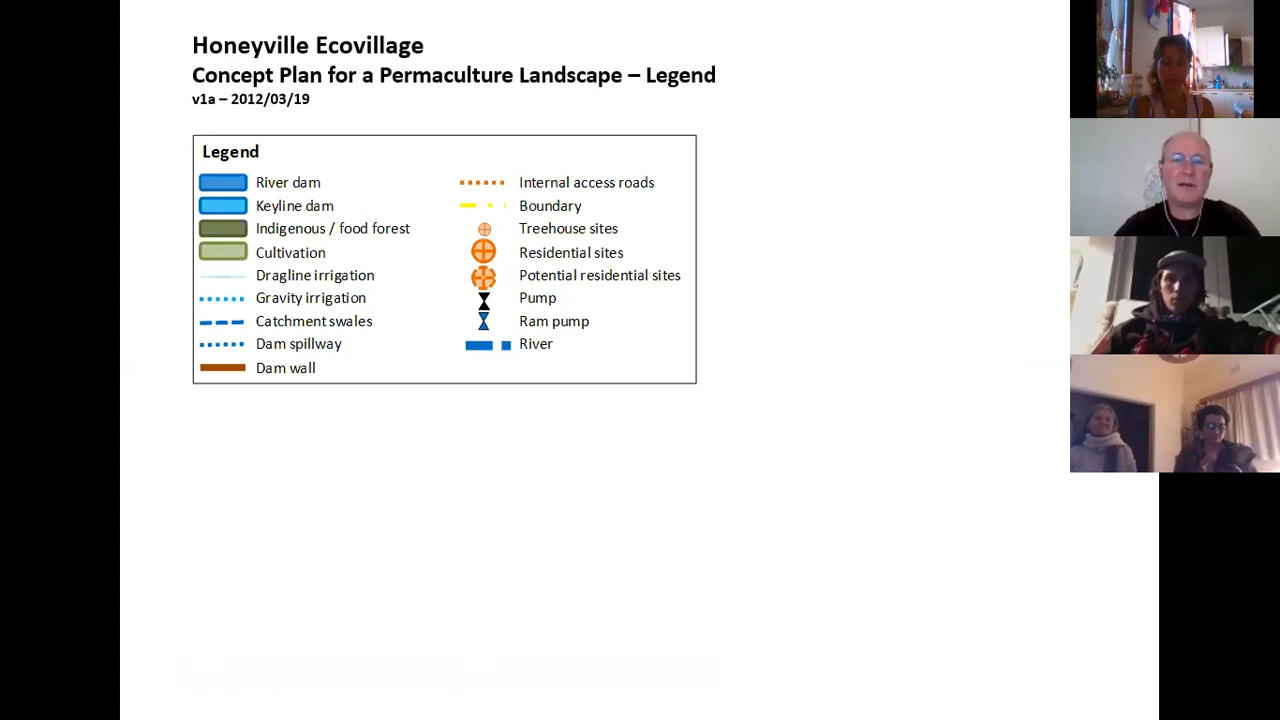 Honeyville Ecovillage
Concept Plan for a Permaculture Landscape – Legend
v1a – 2012/03/19
Legend
River dam
Keyline dam
Indigenous / food forest
Cultivation
Dragline irrigation
Gravity irrigation
Catchment swales
Dam spillway
Dam wall
Internal access roads
Boundary
Treehouse sites
Residential sites
Potential residential sites
Pump
Ram pump
River